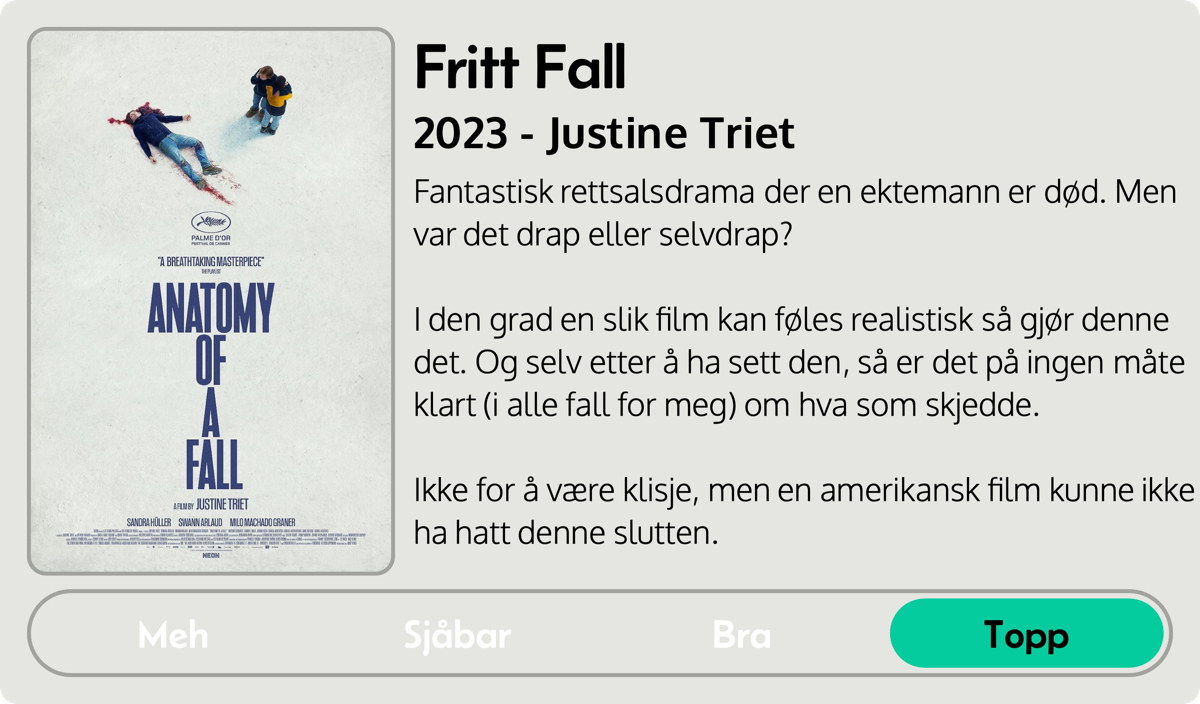 PALME D'OR
FESTIVAL DE CANNES
"A BREATHTAKING MASTERPIECE"
THE PLAYLIST
ANATOMY
OF
A
FALL
A FILM BY JUSTINE TRIET
SANDRA HÜLLER SWANN ARLAUD MILO MACHADO GRANER
NEON
Fritt Fall
2023 - Justine Triet
Fantastisk rettsalsdrama der en ektemann er død. Men
var det drap eller selvdrap?
I den grad en slik film kan føles realistisk så gjør denne
det. Og selv etter å ha sett den, så er det på ingen måte
klart (i alle fall for meg) om hva som skjedde.
Ikke for å være klisje, men en amerikansk film kunne ikke
ha hatt denne slutten.
Meh
Sjåbar
Bra
Topp